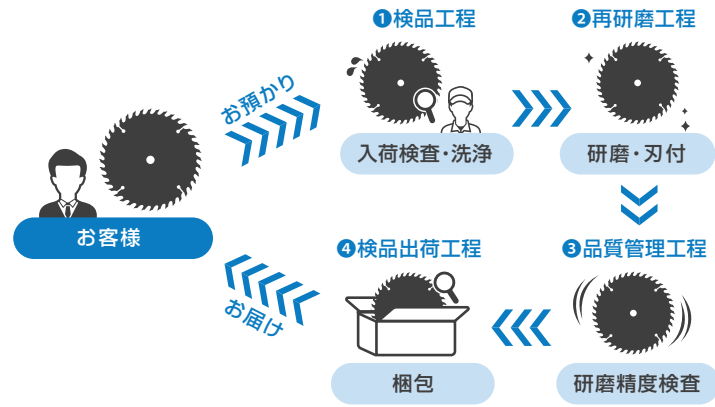 お客様
お預かり
❶検品工程
入荷検査・洗浄
❷再研磨工程
研磨・刃付
❸品質管理工程
研磨精度検査
❹検品出荷工程
梱包
お届け